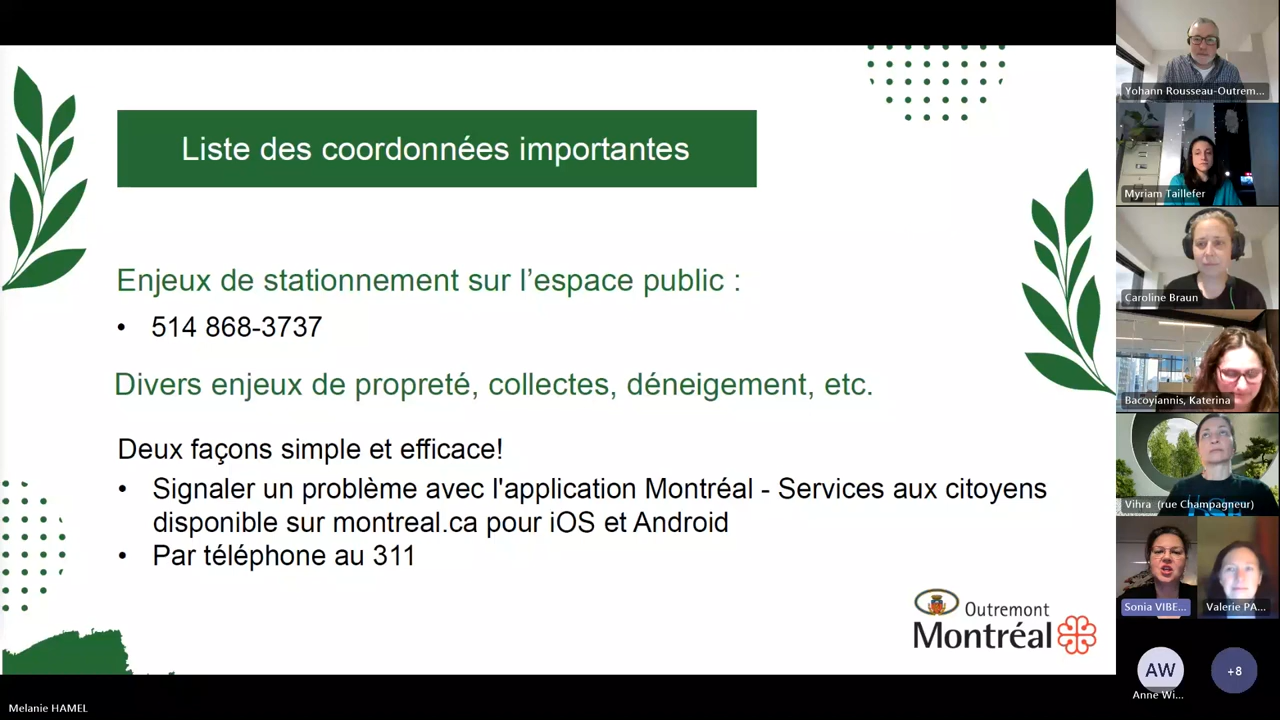 Liste des coordonnées importantes
Enjeux de stationnement sur l’espace public :
• 514 868-3737
Divers enjeux de propreté, collectes, déneigement, etc.
Deux façons simple et efficace!
• Signaler un problème avec l'application Montréal - Services aux citoyens
disponible sur montreal.ca pour iOS et Android
• Par téléphone au 311
Outremont
Montréal
Yohann Rousseau-Outrem...
Myriam Taillefer
Caroline Braun
Bacoyiannis, Katerina
Vihra (rue Champagneur)
Sonia VIBE...
Valerie PA...
AW
+8
Anne Wi...
Melanie HAMEL